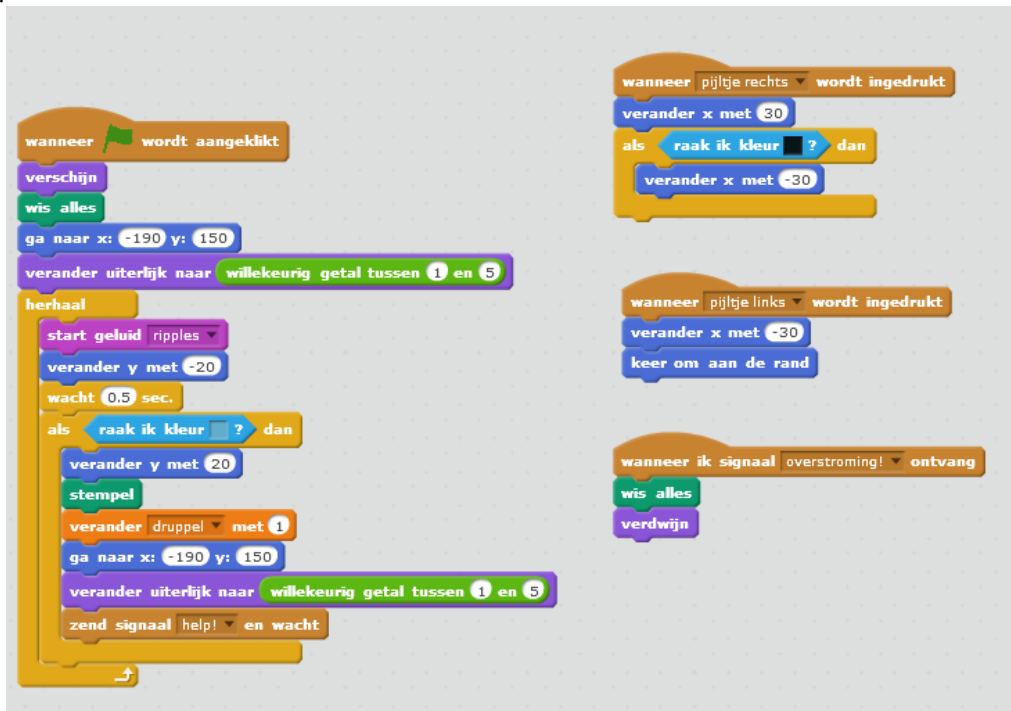 wanneer wordt aangeklikt
verschijn
wis alles
ga naar x: -190 y: 150
verander uiterlijk naar willekeurig getal tussen 1 en 5
herhaal
start geluid ripples
verander y met -20
wacht 0.5 sec.
als raak ik kleur ? dan
verander y met 20
stempel
verander druppel met 1
ga naar x: -190 y: 150
verander uiterlijk naar willekeurig getal tussen 1 en 5
zend signaal help! en wacht
wanneer pijltje rechts wordt ingedrukt
verander x met 30
als raak ik kleur ? dan
verander x met -30
wanneer pijltje links wordt ingedrukt
verander x met -30
keer om aan de rand
wanneer ik signaal overstroming! ontvang
wis alles
verdwijn